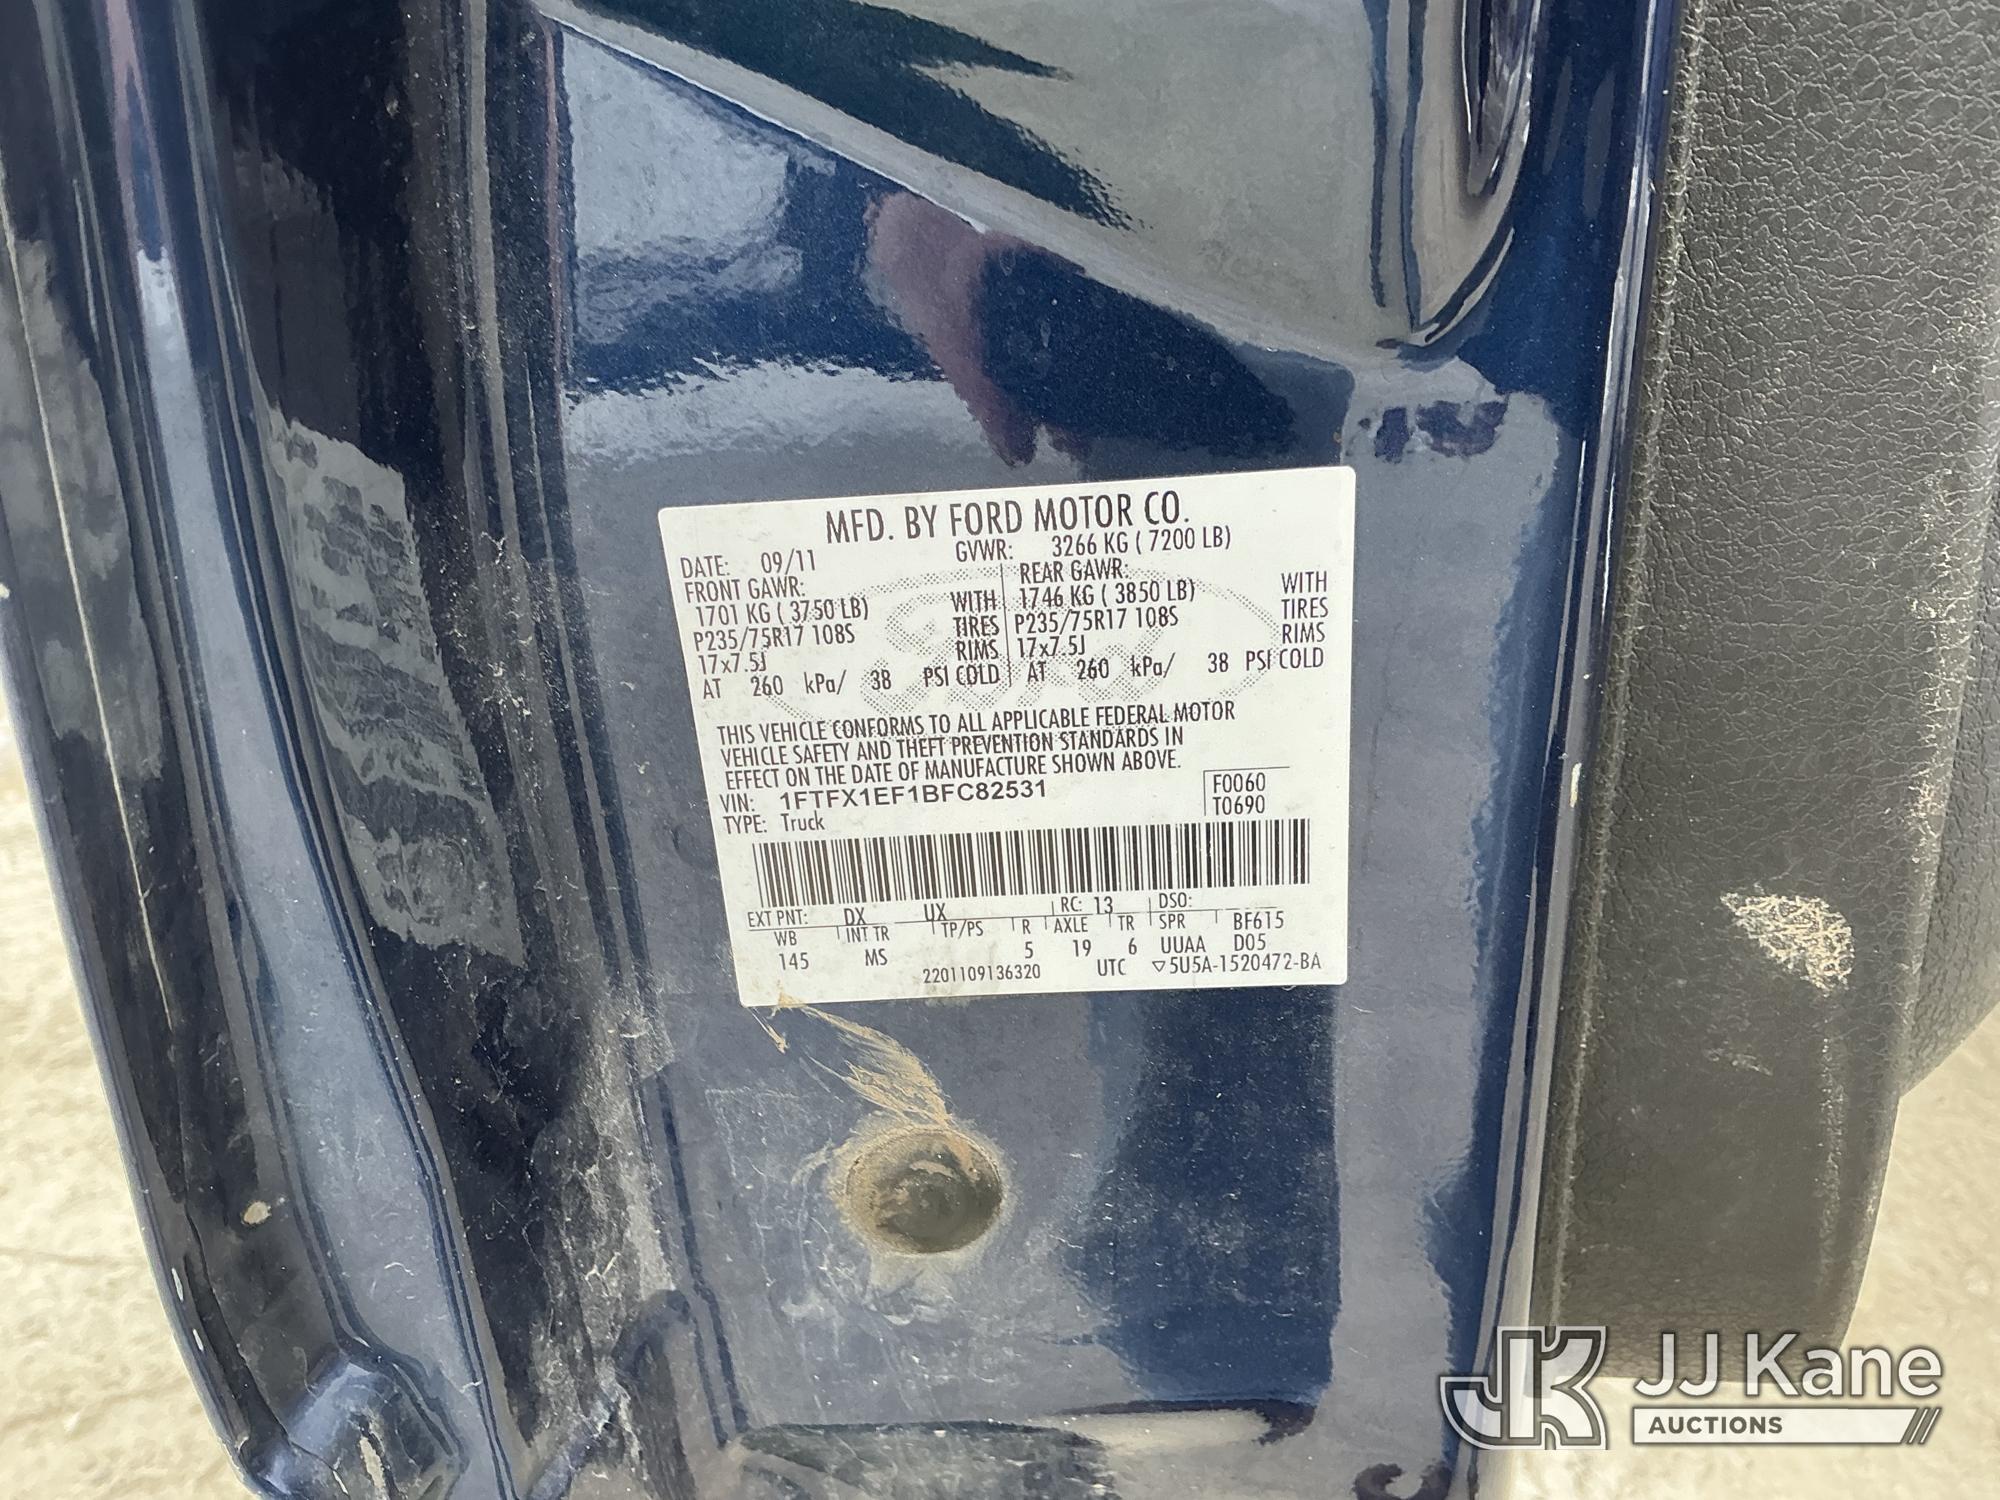 MFD. BY FORD MOTOR CO.
DATE: 09/11 GVWR: 3266 KG ( 7200 LB)
FRONT GAWR: REAR GAWR:
1701 KG ( 3750 LB) WITH 1746 KG ( 3850 LB) WITH
P235/75R17 108S TIRES P235/75R17 108S TIRES
17x7.5J RIMS 17x7.5J RIMS
AT 260 kPa/ 38 PSI COLD AT 260 kPa/ 38 PSI COLD
THIS VEHICLE CONFORMS TO ALL APPLICABLE FEDERAL MOTOR
VEHICLE SAFETY AND THEFT PREVENTION STANDARDS IN
EFFECT ON THE DATE OF MANUFACTURE SHOWN ABOVE.
VIN: 1FTFX1EF1BFC82531 F0060
TYPE: Truck T0690
EXT PNT: DX UX RC: 13 DSO:
WB INT TR TP/PS R AXLE TR SPR BF615
145 MS 5 19 6 UUAA D05
2201109136320 UTC ▽5U5A-1520472-BA
Ford
JK JJ Kane
AUCTIONS